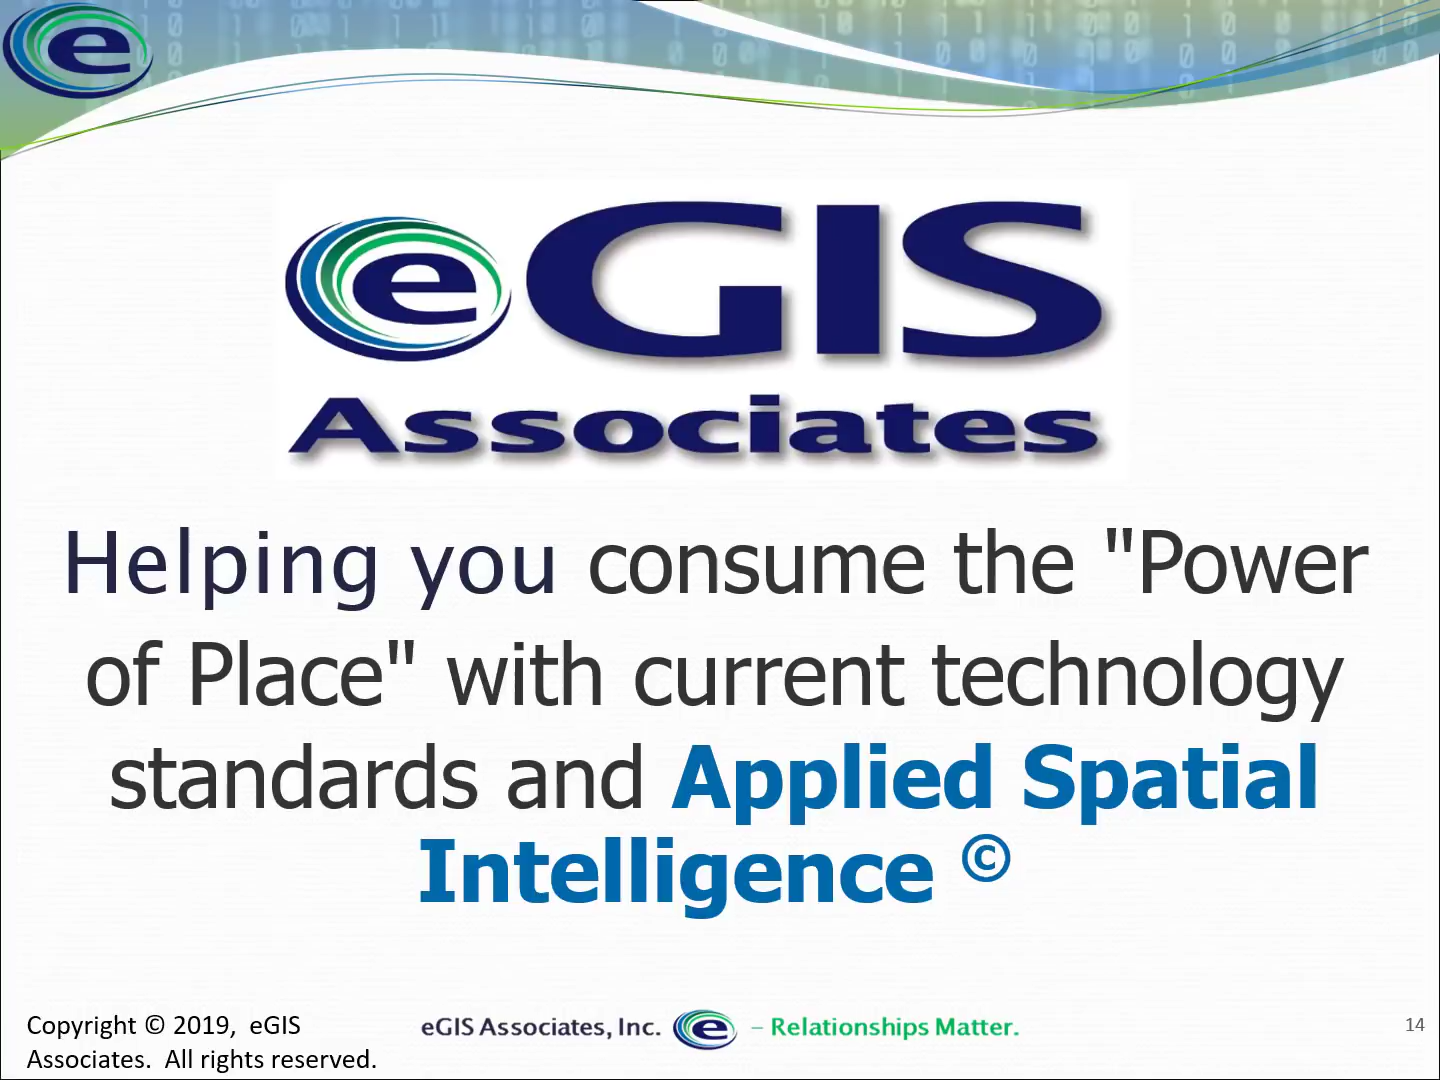 e
eGIS
Associates
Helping you consume the "Power
of Place" with current technology
standards and Applied Spatial
Intelligence ©
Copyright © 2019,  eGIS
Associates.  All rights reserved.
eGIS Associates, Inc. e – Relationships Matter.
14